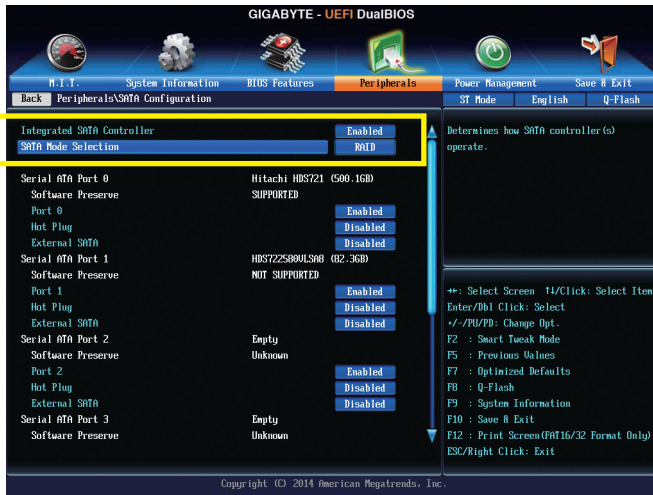 GIGABYTE - UEFI DualBIOS
M.I.T. System Information BIOS Features Peripherals Power Management Save & Exit
Back Peripherals\SATA Configuration ST Mode English Q-Flash
Integrated SATA Controller Enabled
SATA Mode Selection RAID
Serial ATA Port 0 Hitachi HDS721 (500.1GB)
Software Preserve SUPPORTED
Port 0 Enabled
Hot Plug Disabled
External SATA Disabled
Serial ATA Port 1 HDS722580VLSA8 (82.3GB)
Software Preserve NOT SUPPORTED
Port 1 Enabled
Hot Plug Disabled
External SATA Disabled
Serial ATA Port 2 Empty
Software Preserve Unknown
Port 2 Enabled
Hot Plug Disabled
External SATA Disabled
Serial ATA Port 3 Empty
Software Preserve Unknown
Determines how SATA controller(s)
operate.
→←: Select Screen ↑↓/Click: Select Item
Enter/Dbl Click: Select
+/-/PU/PD: Change Opt.
F2 : Smart Tweak Mode
F5 : Previous Values
F7 : Optimized Defaults
F8 : Q-Flash
F9 : System Information
F10 : Save & Exit
F12 : Print Screen(FAT16/32 Format Only)
ESC/Right Click: Exit
Copyright (C) 2014 American Megatrends, Inc.